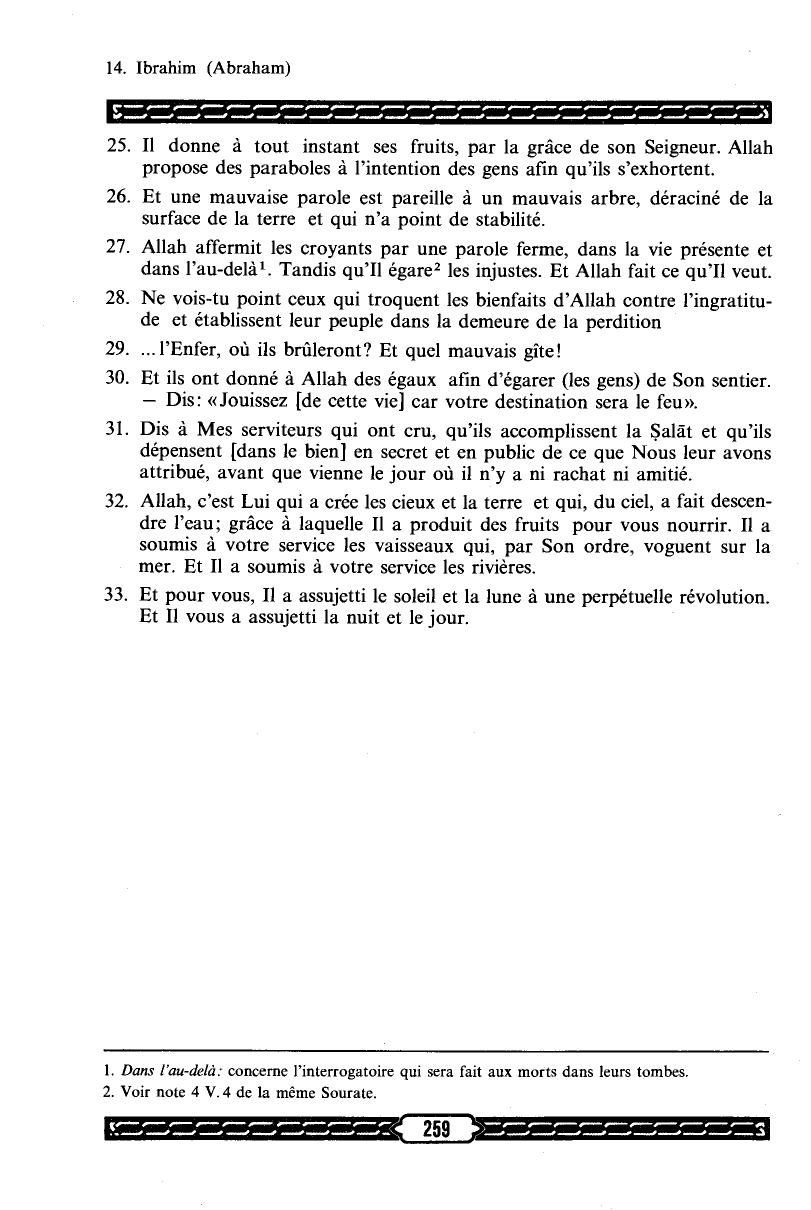 14. Ibrahim (Abraham)
25. Il donne à tout instant ses fruits, par la grâce de son Seigneur. Allah
propose des paraboles à l'intention des gens afin qu'ils s'exhortent.
26. Et une mauvaise parole est pareille à un mauvais arbre, déraciné de la
surface de la terre et qui n'a point de stabilité.
27. Allah affermit les croyants par une parole ferme, dans la vie présente et
dans l'au-delà¹. Tandis qu'Il égare² les injustes. Et Allah fait ce qu'Il veut.
28. Ne vois-tu point ceux qui troquent les bienfaits d'Allah contre l'ingratitu-
de et établissent leur peuple dans la demeure de la perdition
29. ... l'Enfer, où ils brûleront? Et quel mauvais gîte!
30. Et ils ont donné à Allah des égaux afin d'égarer (les gens) de Son sentier.
— Dis: «Jouissez [de cette vie] car votre destination sera le feu».
31. Dis à Mes serviteurs qui ont cru, qu'ils accomplissent la Ṣalāt et qu'ils
dépensent [dans le bien] en secret et en public de ce que Nous leur avons
attribué, avant que vienne le jour où il n'y a ni rachat ni amitié.
32. Allah, c'est Lui qui a crée les cieux et la terre et qui, du ciel, a fait descen-
dre l'eau; grâce à laquelle Il a produit des fruits pour vous nourrir. Il a
soumis à votre service les vaisseaux qui, par Son ordre, voguent sur la
mer. Et Il a soumis à votre service les rivières.
33. Et pour vous, Il a assujetti le soleil et la lune à une perpétuelle révolution.
Et Il vous a assujetti la nuit et le jour.
1. Dans l'au-delà: concerne l'interrogatoire qui sera fait aux morts dans leurs tombes.
2. Voir note 4 V. 4 de la même Sourate.
259